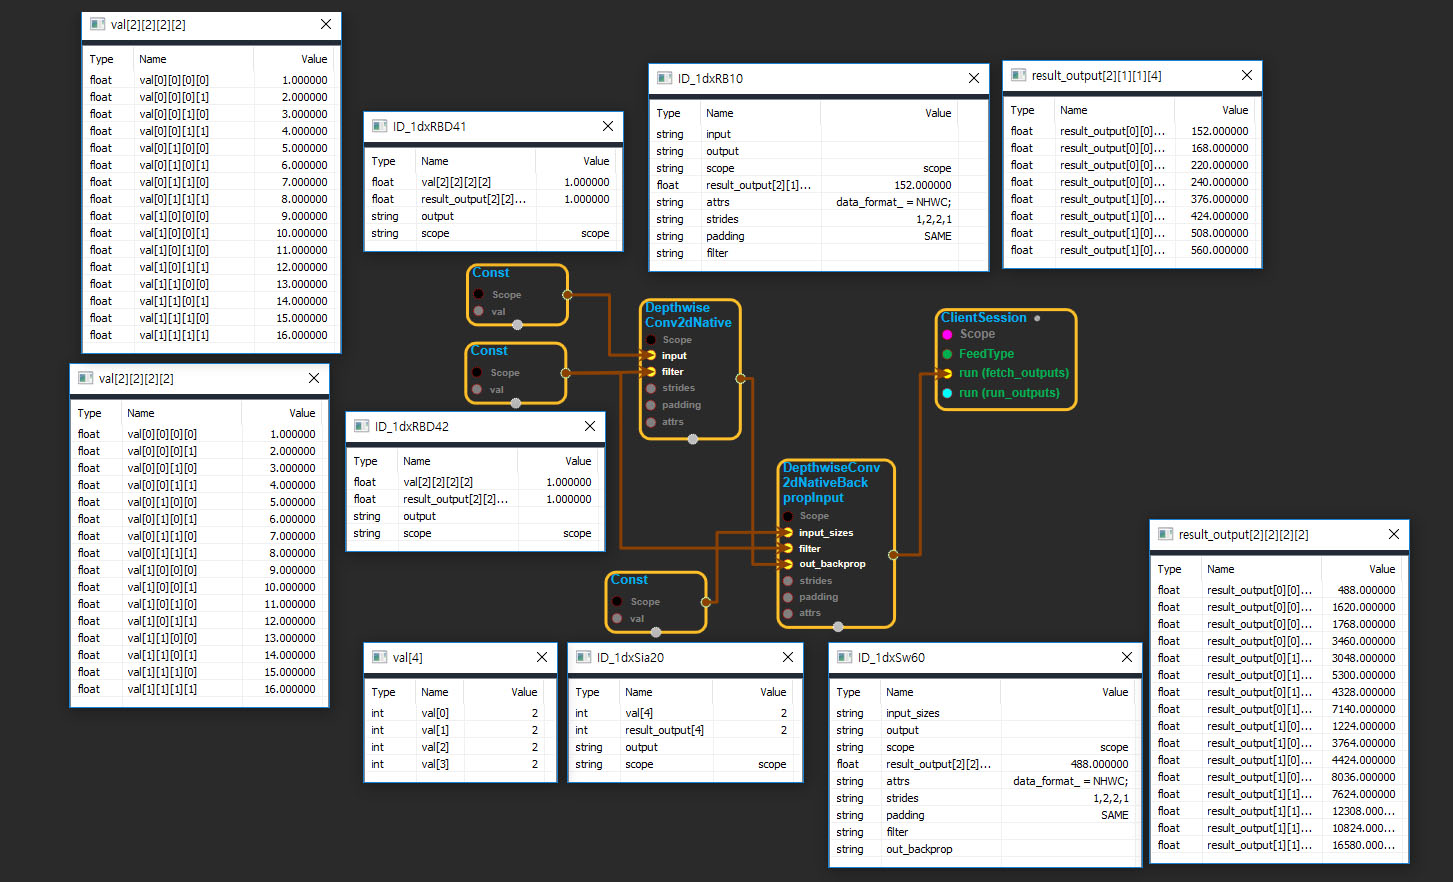 val[2][2][2][2]
Type Name Value
float val[0][0][0][0] 1.000000
float val[0][0][0][1] 2.000000
float val[0][0][1][0] 3.000000
float val[0][0][1][1] 4.000000
float val[0][1][0][0] 5.000000
float val[0][1][0][1] 6.000000
float val[0][1][1][0] 7.000000
float val[0][1][1][1] 8.000000
float val[1][0][0][0] 9.000000
float val[1][0][0][1] 10.000000
float val[1][0][1][0] 11.000000
float val[1][0][1][1] 12.000000
float val[1][1][0][0] 13.000000
float val[1][1][0][1] 14.000000
float val[1][1][1][0] 15.000000
float val[1][1][1][1] 16.000000
ID_1dxRBD41
Type Name Value
float val[2][2][2][2] 1.000000
float result_output[2][2]... 1.000000
string output
string scope scope
ID_1dxRB10
Type Name Value
string input
string output
string scope scope
float result_output[2][1]... 152.000000
string attrs data_format_ = NHWC;
string strides 1,2,2,1
string padding SAME
string filter
result_output[2][1][1][4]
Type Name Value
float result_output[0][0]... 152.000000
float result_output[0][0]... 168.000000
float result_output[0][0]... 220.000000
float result_output[0][0]... 240.000000
float result_output[1][0]... 376.000000
float result_output[1][0]... 424.000000
float result_output[1][0]... 508.000000
float result_output[1][0]... 560.000000
Const
Scope
val
Const
Scope
val
Depthwise
Conv2dNative
Scope
input
filter
strides
padding
attrs
ClientSession
Scope
FeedType
run (fetch_outputs)
run (run_outputs)
val[2][2][2][2]
Type Name Value
float val[0][0][0][0] 1.000000
float val[0][0][0][1] 2.000000
float val[0][0][1][0] 3.000000
float val[0][0][1][1] 4.000000
float val[0][1][0][0] 5.000000
float val[0][1][0][1] 6.000000
float val[0][1][1][0] 7.000000
float val[0][1][1][1] 8.000000
float val[1][0][0][0] 9.000000
float val[1][0][0][1] 10.000000
float val[1][0][1][0] 11.000000
float val[1][0][1][1] 12.000000
float val[1][1][0][0] 13.000000
float val[1][1][0][1] 14.000000
float val[1][1][1][0] 15.000000
float val[1][1][1][1] 16.000000
ID_1dxRBD42
Type Name Value
float val[2][2][2][2] 1.000000
float result_output[2][2]... 1.000000
string output
string scope scope
DepthwiseConv
2dNativeBack
propInput
Scope
input_sizes
filter
out_backprop
strides
padding
attrs
Const
Scope
val
val[4]
Type Name Value
int val[0] 2
int val[1] 2
int val[2] 2
int val[3] 2
ID_1dxSia20
Type Name Value
int val[4] 2
int result_output[4] 2
string output
string scope scope
ID_1dxSw60
Type Name Value
string input_sizes
string output
string scope scope
float result_output[2][2]... 488.000000
string attrs data_format_ = NHWC;
string strides 1,2,2,1
string padding SAME
string filter
string out_backprop
result_output[2][2][2][2]
Type Name Value
float result_output[0][0]... 488.000000
float result_output[0][0]... 1620.000000
float result_output[0][0]... 1768.000000
float result_output[0][0]... 3460.000000
float result_output[0][1]... 3048.000000
float result_output[0][1]... 5300.000000
float result_output[0][1]... 4328.000000
float result_output[0][1]... 7140.000000
float result_output[1][0]... 1224.000000
float result_output[1][0]... 3764.000000
float result_output[1][0]... 4424.000000
float result_output[1][0]... 8036.000000
float result_output[1][1]... 7624.000000
float result_output[1][1]... 12308.000...
float result_output[1][1]... 10824.000...
float result_output[1][1]... 16580.000...